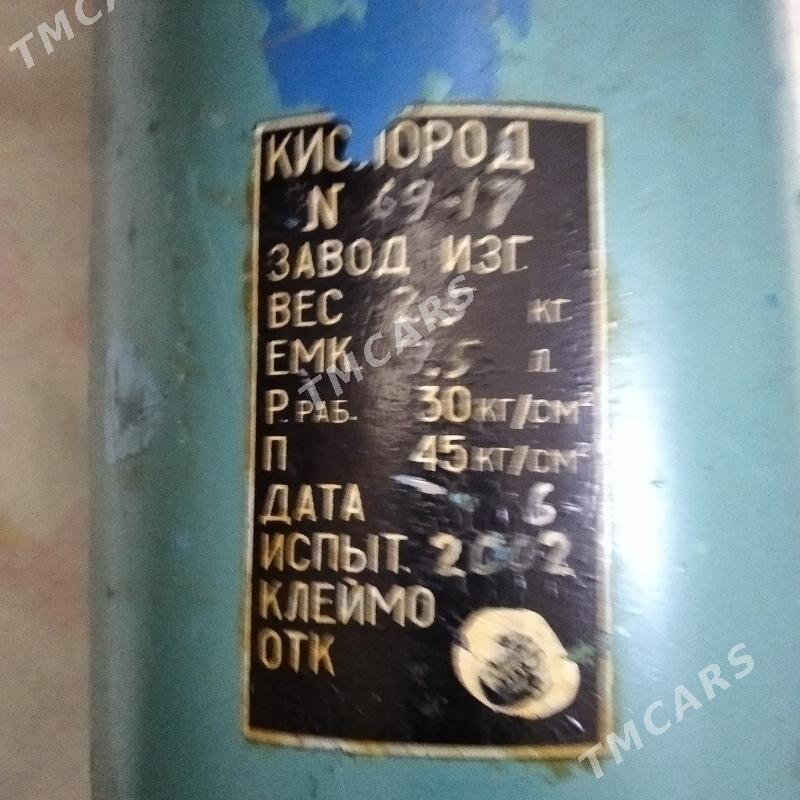 TMCARS
КИСЛОРОД
N 69-17
ЗАВОД ИЗГ.
ВЕС кг.
ЕМК л.
Р РАБ. 30 кг/см²
П 45 кг/см²
ДАТА 6
ИСПЫТ. 2002
КЛЕЙМО
ОТК
TMCARS
TMCARS